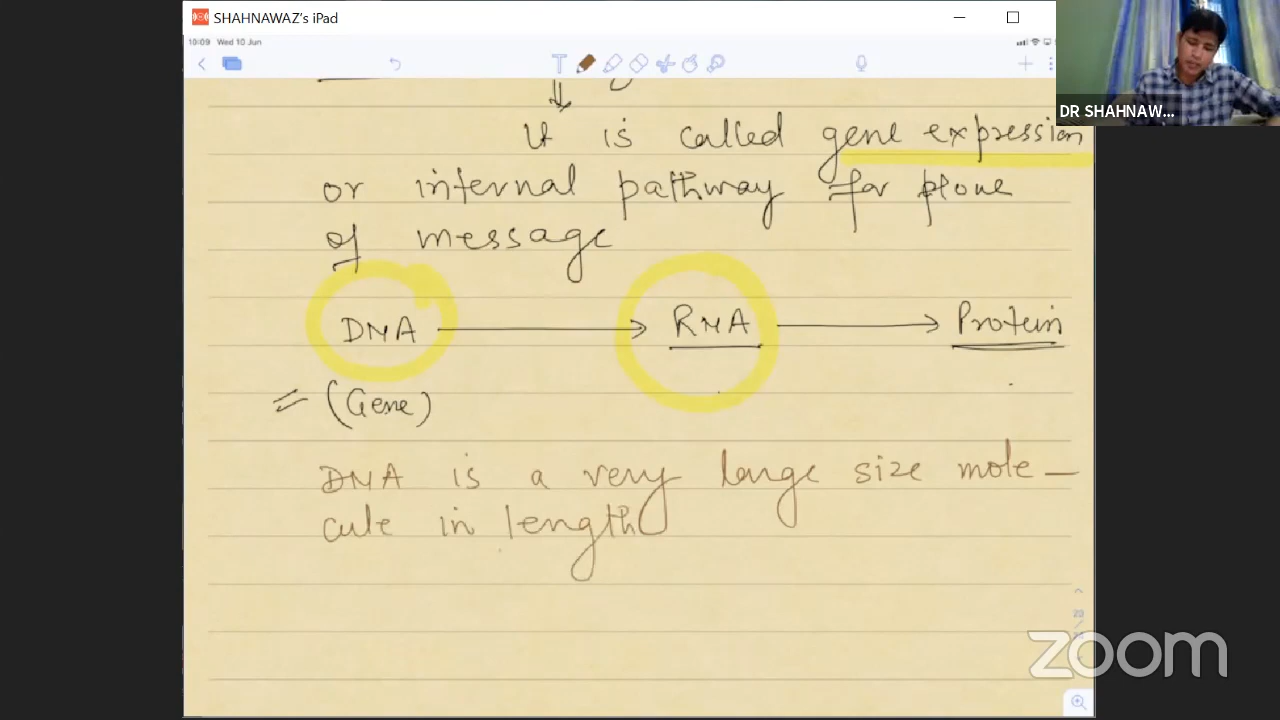 SHAHNAWAZ's iPad
10:09 Wed 10 Jun
DR SHAHNAW...
It is called gene expression
or internal pathway for
of message
DNA → RNA → Protein
= (Gene)
DNA is a very large size mole-
cule in length
zoom